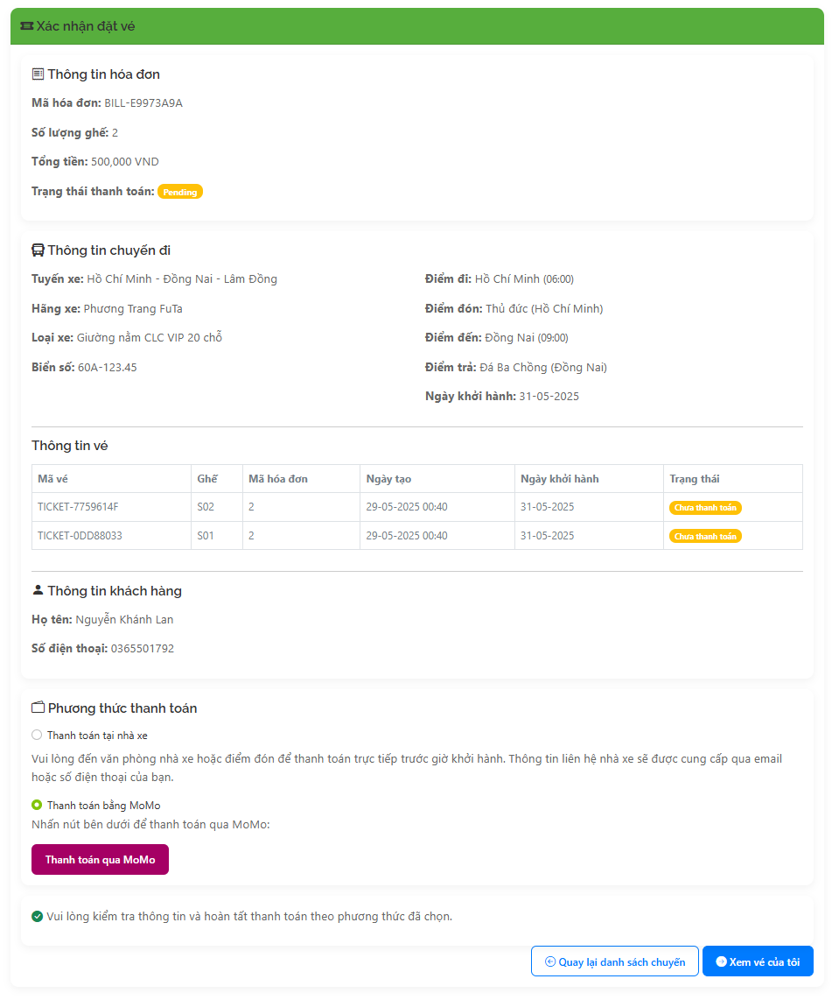 Xác nhận đặt vé
Thông tin hóa đơn
Mã hóa đơn: BILL-E9973A9A
Số lượng ghế: 2
Tổng tiền: 500,000 VND
Trạng thái thanh toán: Pending
Thông tin chuyến đi
Tuyến xe: Hồ Chí Minh - Đồng Nai - Lâm Đồng
Hãng xe: Phương Trang FuTa
Loại xe: Giường nằm CLC VIP 20 chỗ
Biển số: 60A-123.45
Điểm đi: Hồ Chí Minh (06:00)
Điểm đón: Thủ đức (Hồ Chí Minh)
Điểm đến: Đồng Nai (09:00)
Điểm trả: Đá Ba Chồng (Đồng Nai)
Ngày khởi hành: 31-05-2025
Thông tin vé
Mã vé Ghế Mã hóa đơn Ngày tạo Ngày khởi hành Trạng thái
TICKET-7759614F S02 2 29-05-2025 00:40 31-05-2025 Chưa thanh toán
TICKET-0DD88033 S01 2 29-05-2025 00:40 31-05-2025 Chưa thanh toán
Thông tin khách hàng
Họ tên: Nguyễn Khánh Lan
Số điện thoại: 0365501792
Phương thức thanh toán
Thanh toán tại nhà xe
Vui lòng đến văn phòng nhà xe hoặc điểm đón để thanh toán trực tiếp trước giờ khởi hành. Thông tin liên hệ nhà xe sẽ được cung cấp qua email
hoặc số điện thoại của bạn.
Thanh toán bằng MoMo
Nhấn nút bên dưới để thanh toán qua MoMo:
Thanh toán qua MoMo
Vui lòng kiểm tra thông tin và hoàn tất thanh toán theo phương thức đã chọn.
Quay lại danh sách chuyến Xem vé của tôi